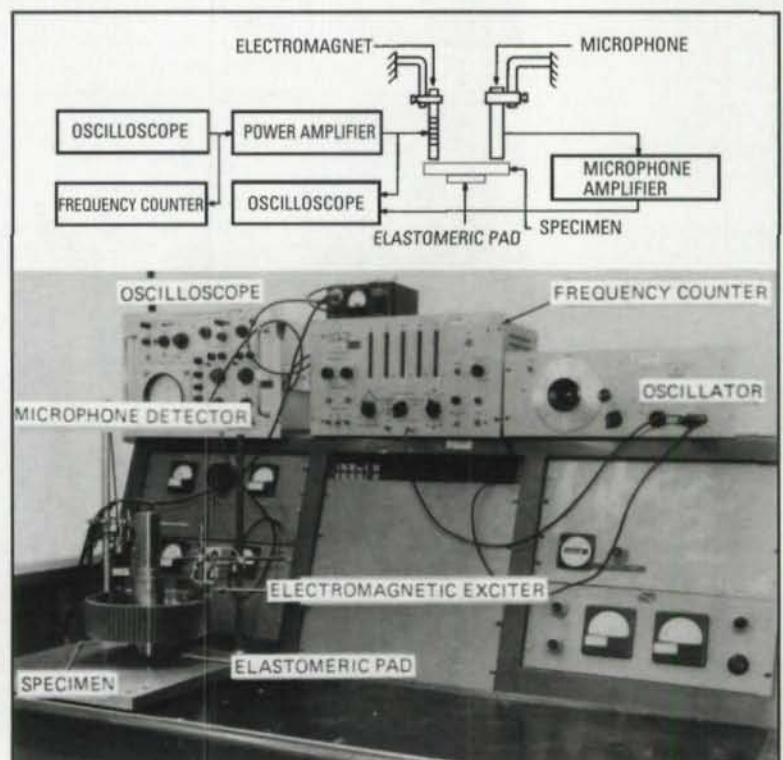 ELECTROMAGNET
MICROPHONE
OSCILLOSCOPE
POWER AMPLIFIER
MICROPHONE
AMPLIFIER
FREQUENCY COUNTER
OSCILLOSCOPE
ELASTOMERIC PAD
SPECIMEN
OSCILLOSCOPE
FREQUENCY COUNTER
MICROPHONE DETECTOR
OSCILLATOR
ELECTROMAGNETIC EXCITER
ELASTOMERIC PAD
SPECIMEN